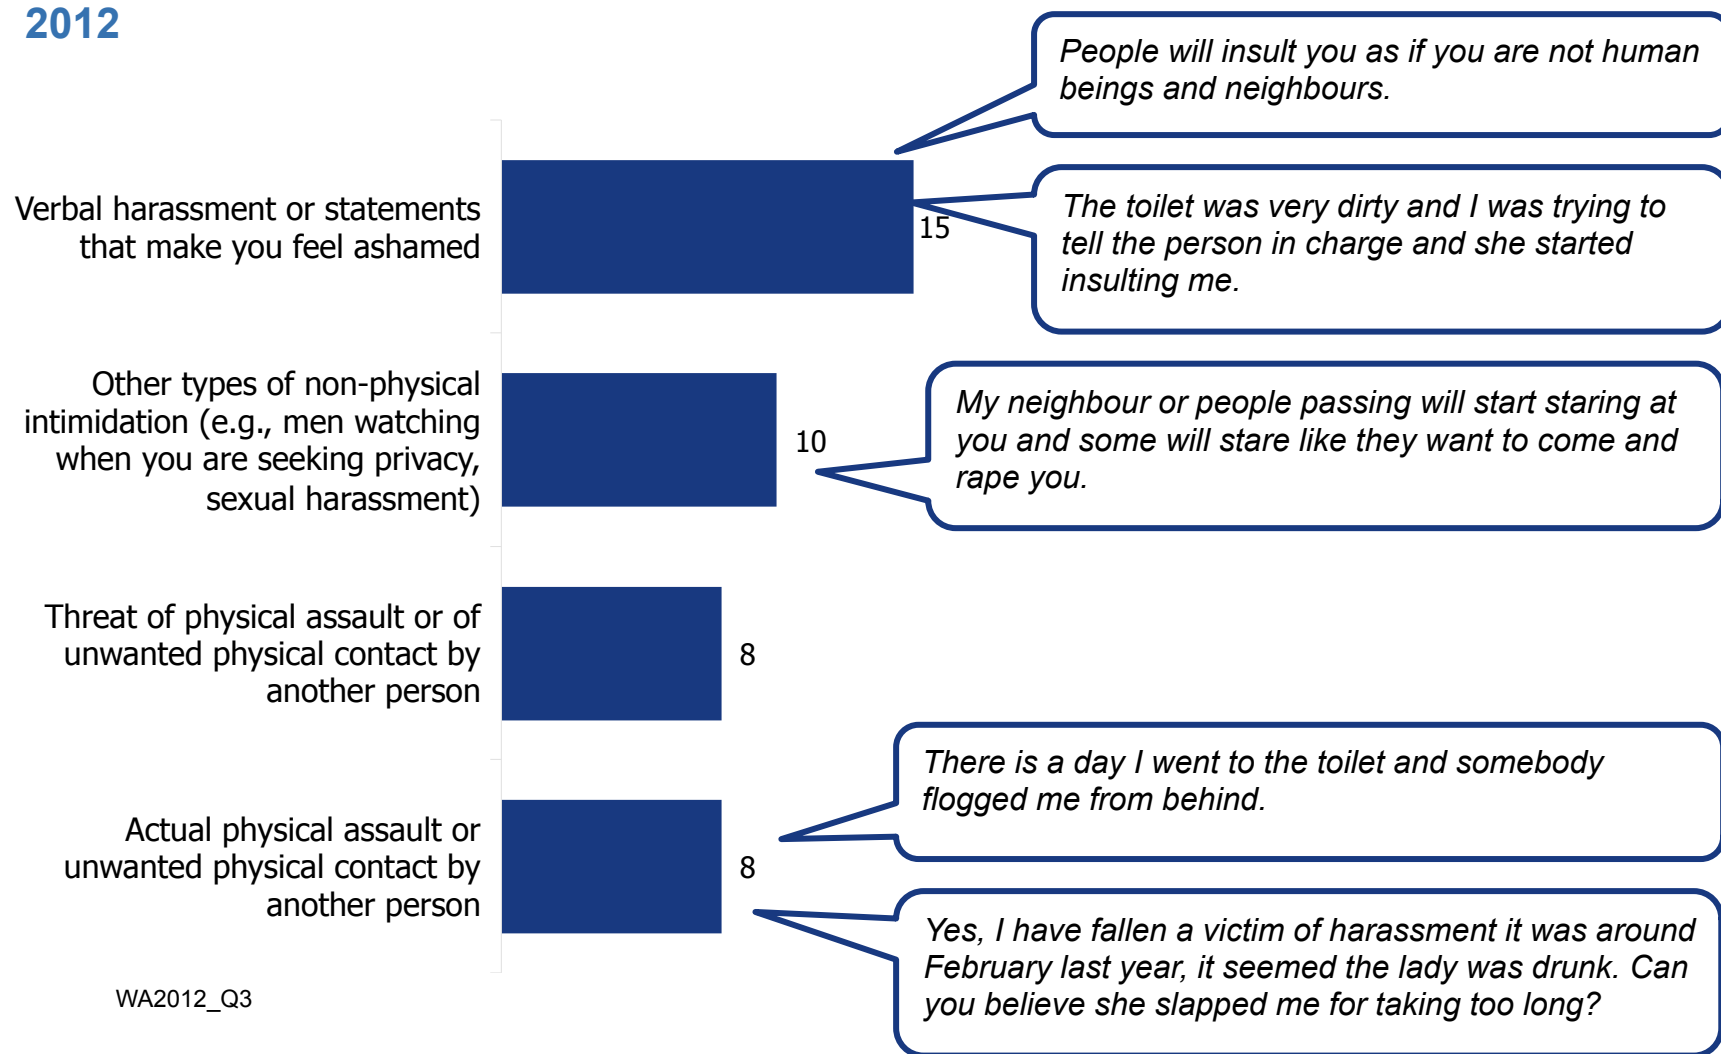 2012
People will insult you as if you are not human
beings and neighbours.
Verbal harassment or statements
that make you feel ashamed
15
The toilet was very dirty and I was trying to
tell the person in charge and she started
insulting me.
Other types of non-physical
intimidation (e.g., men watching
when you are seeking privacy,
sexual harassment)
10
My neighbour or people passing will start staring at
you and some will stare like they want to come and
rape you.
Threat of physical assault or of
unwanted physical contact by
another person
8
There is a day I went to the toilet and somebody
flogged me from behind.
Actual physical assault or
unwanted physical contact by
another person
8
Yes, I have fallen a victim of harassment it was around
February last year, it seemed the lady was drunk. Can
you believe she slapped me for taking too long?
WA2012_Q3